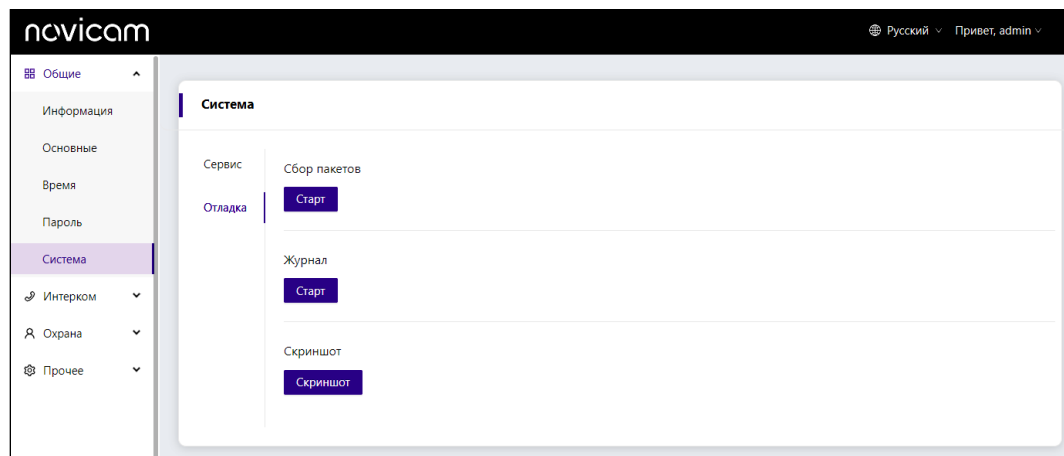 novicam
Русский Привет, admin
Общие
Информация
Основные
Время
Пароль
Система
Интерком
Охрана
Прочее
Система
Сервис
Отладка
Сбор пакетов
Старт
Журнал
Старт
Скриншот
Скриншот